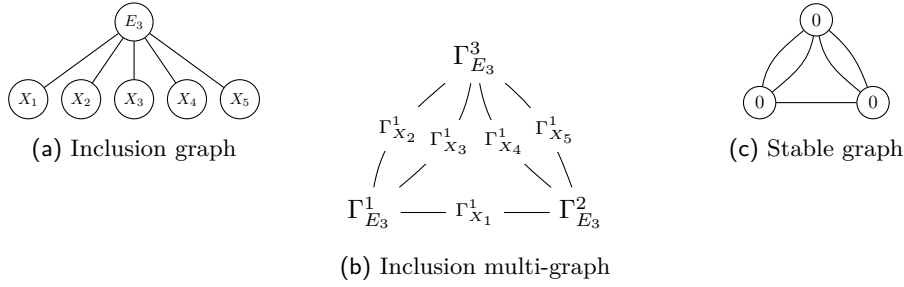 E_3
X_1 X_2 X_3 X_4 X_5
(a) Inclusion graph
Γ^3_{E_3}
Γ^1_{X_2} Γ^1_{X_3} Γ^1_{X_4} Γ^1_{X_5}
Γ^1_{E_3} Γ^1_{X_1} Γ^2_{E_3}
(b) Inclusion multi-graph
0
0 0
(c) Stable graph